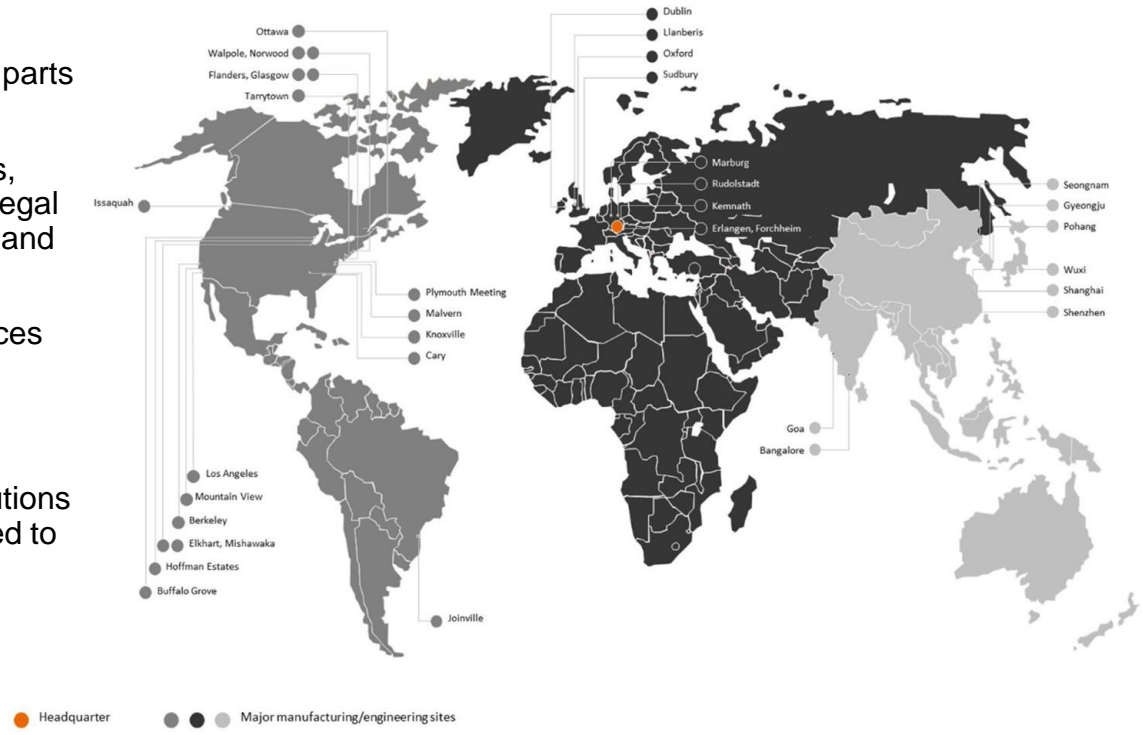 parts
s,
egal
and
ces
utions
ed to
Ottawa
Walpole, Norwood
Flanders, Glasgow
Tarrytown
Issaquah
Plymouth Meeting
Malvern
Knoxville
Cary
Los Angeles
Mountain View
Berkeley
Elkhart, Mishawaka
Hoffman Estates
Buffalo Grove
Joinville
Dublin
Llanberis
Oxford
Sudbury
Marburg
Rudolstadt
Kemnath
Erlangen, Forchheim
Seongnam
Gyeongju
Pohang
Wuxi
Shanghai
Shenzhen
Goa
Bangalore
Headquarter
Major manufacturing/engineering sites